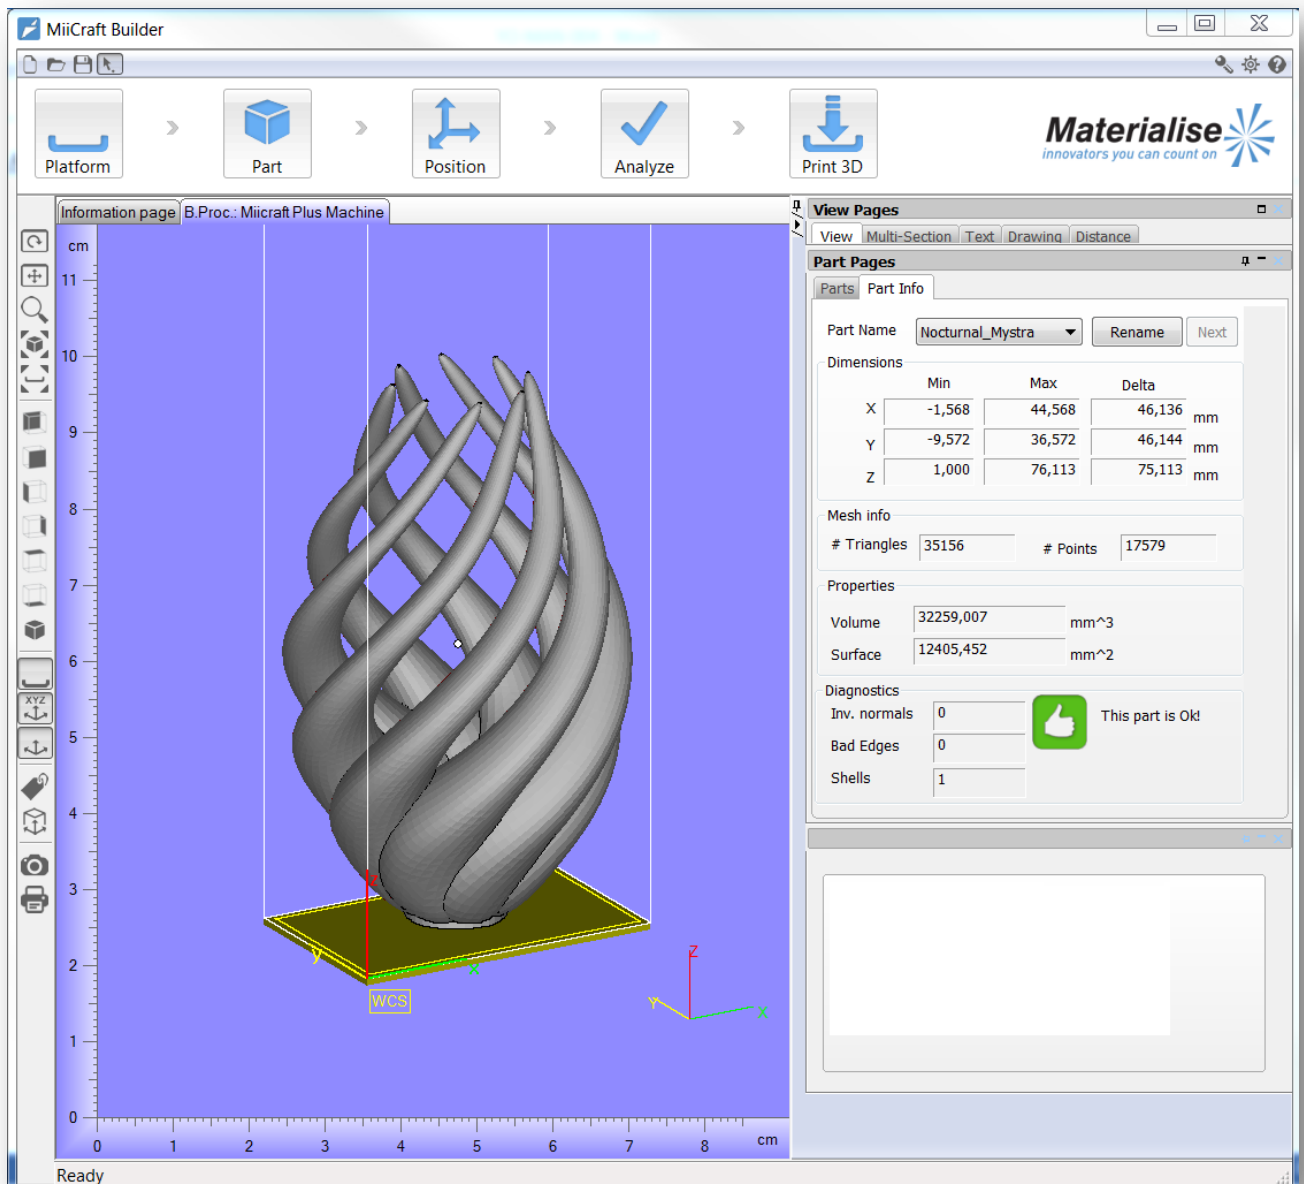 MiiCraft Builder
Platform
Part
Position
Analyze
Print 3D
Materialise
innovators you can count on
Information page
B.Proc.: Miicraft Plus Machine
cm
11
10
9
8
7
6
5
4
3
2
1
0
0 1 2 3 4 5 6 7 8 cm
Z
y
x
WCS
Z
Y
X
XYZ
View Pages
View Multi-Section Text Drawing Distance
Part Pages
Parts Part Info
Part Name Nocturnal_Mystra Rename Next
Dimensions
Min Max Delta
X -1,568 44,568 46,136 mm
Y -9,572 36,572 46,144 mm
Z 1,000 76,113 75,113 mm
Mesh info
# Triangles 35156 # Points 17579
Properties
Volume 32259,007 mm^3
Surface 12405,452 mm^2
Diagnostics
Inv. normals 0
This part is Ok!
Bad Edges 0
Shells 1
Ready